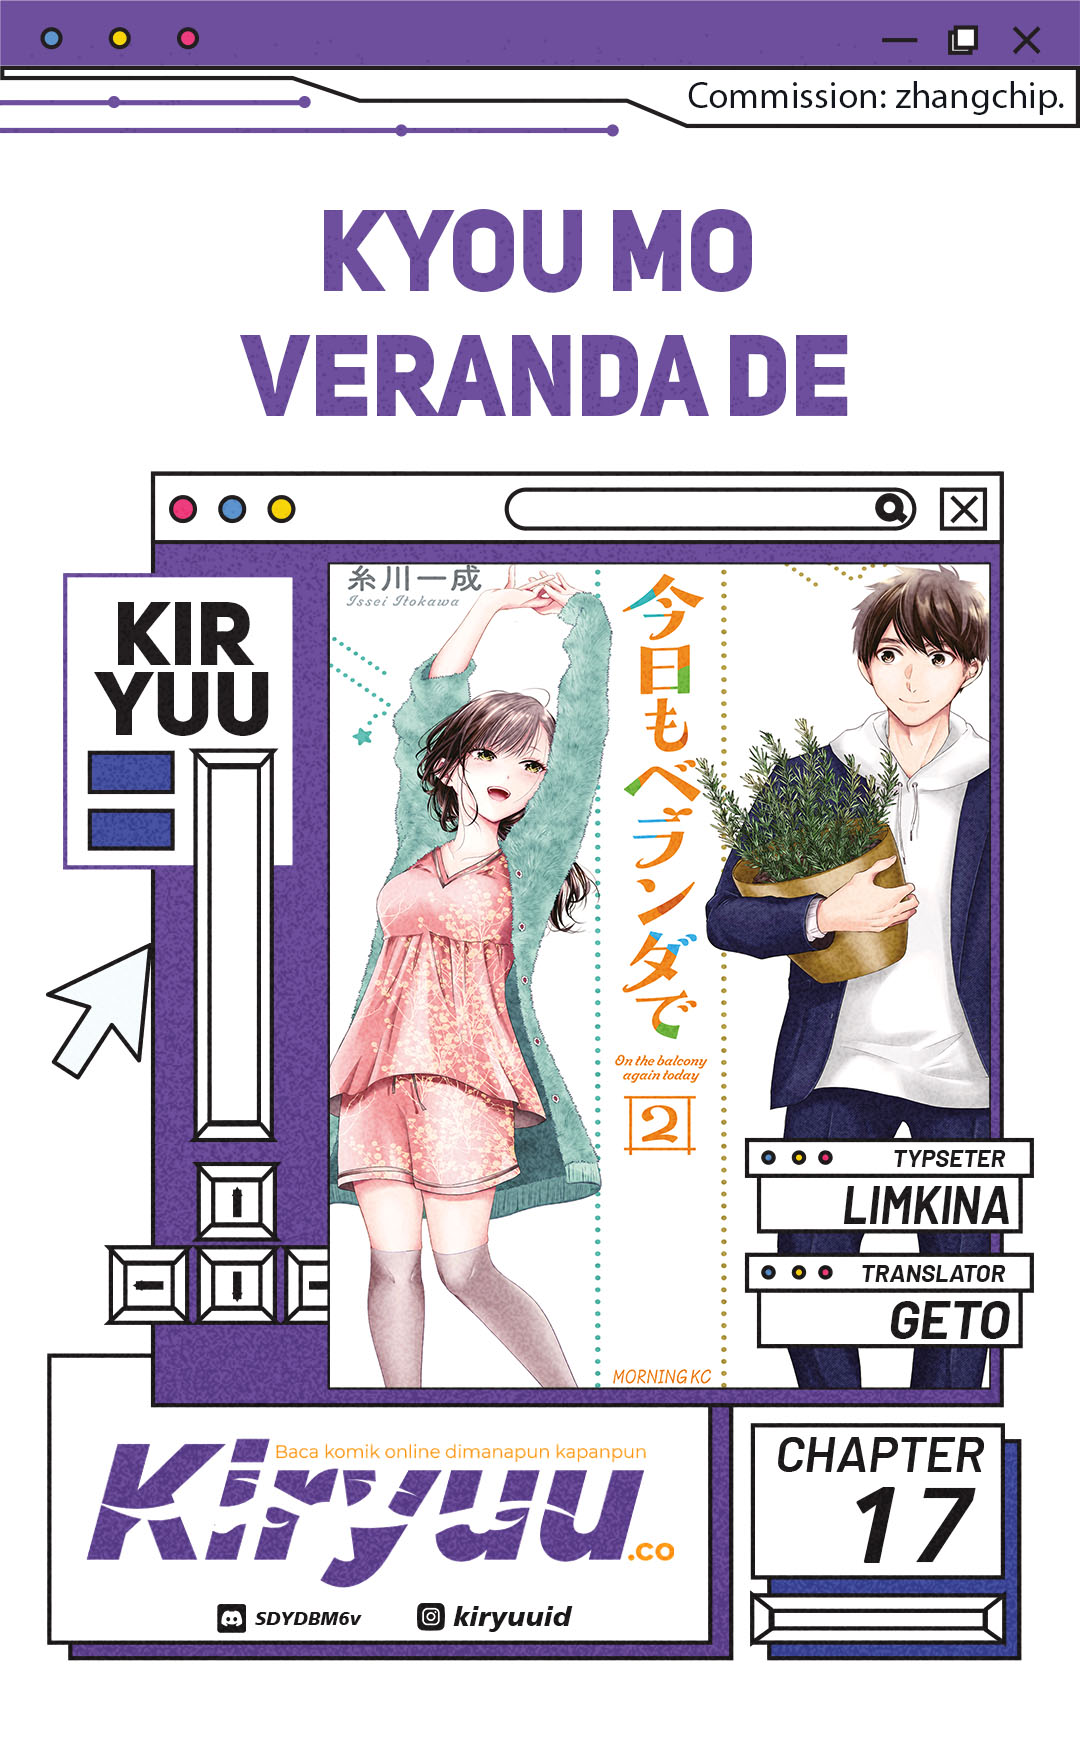 Commission: zhangchip.
KYOU MO
VERANDA DE
KIR
YUU
糸川一成
Issei Itokawa
今日もベランダで
On the balcony
again today
2
MORNING KC
TYPSETER
LIMKINA
TRANSLATOR
GETO
Baca komik online dimanapun kapanpun
Kiryuu
.co
SDYDBM6v
kiryuuid
CHAPTER
17